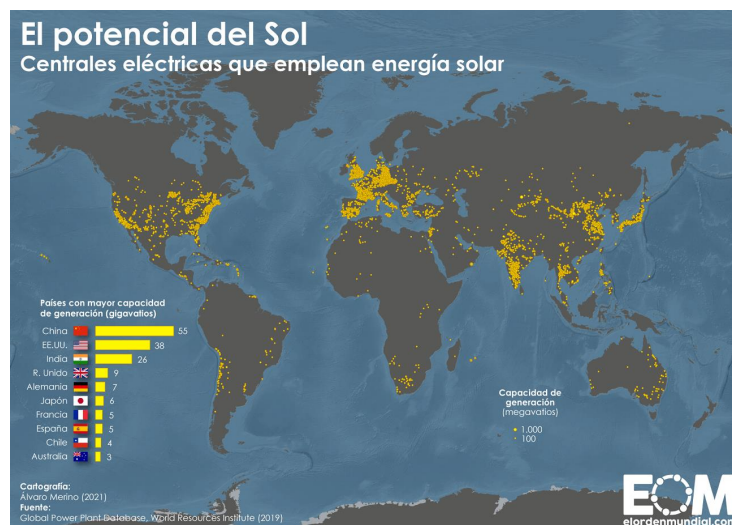 El potencial del Sol
Centrales eléctricas que emplean energía solar
Países con mayor capacidad
de generación (gigavatios)
China 55
EE.UU. 38
India 26
R. Unido 9
Alemania 7
Japón 6
Francia 5
España 5
Chile 4
Australia 3
Capacidad de
generación
(megavatios)
1.000
100
Cartografía:
Álvaro Merino (2021)
Fuente:
Global Power Plant Database, World Resources Institute (2019)
EOM
elordenmundial.com